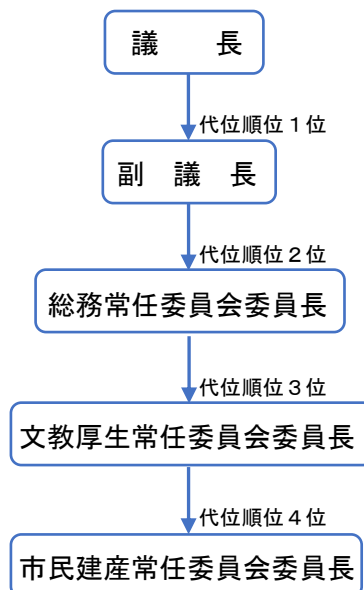 議　長
代位順位１位
副　議　長
代位順位２位
総務常任委員会委員長
代位順位３位
文教厚生常任委員会委員長
代位順位４位
市民建産常任委員会委員長